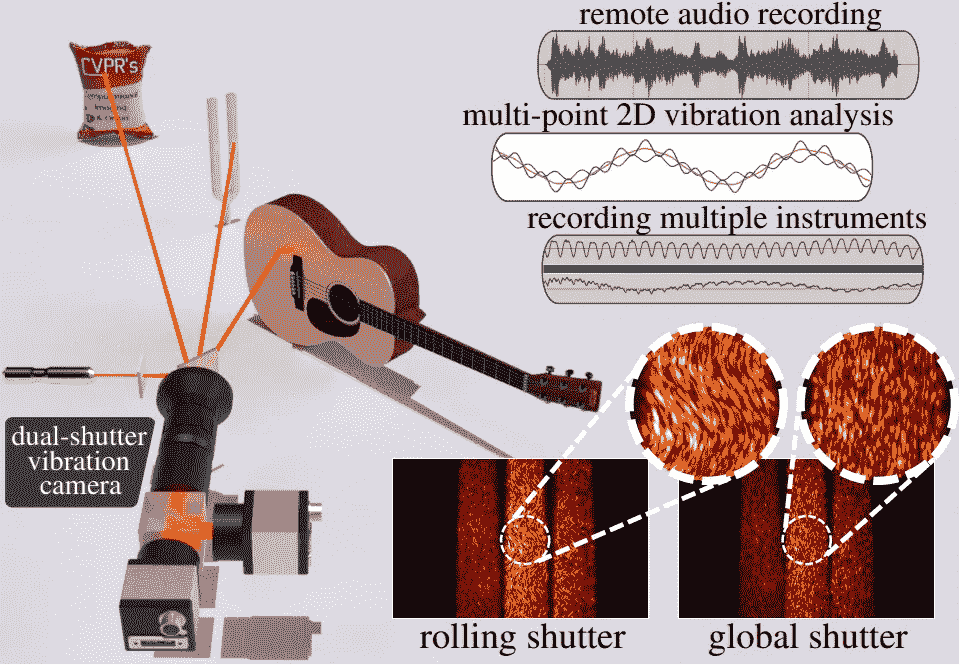 remote audio recording
CVPR's
multi-point 2D vibration analysis
recording multiple instruments
dual-shutter
vibration
camera
rolling shutter
global shutter